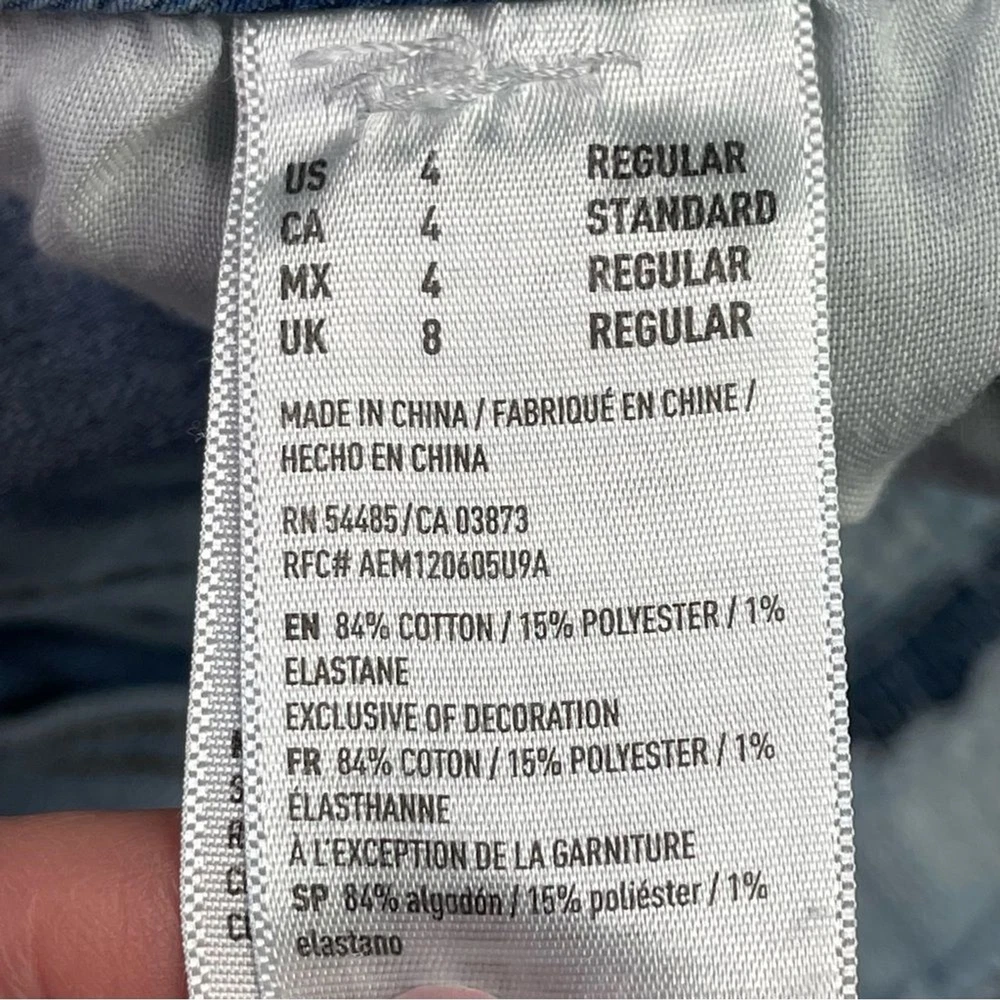 US 4 REGULAR
CA 4 STANDARD
MX 4 REGULAR
UK 8 REGULAR
MADE IN CHINA / FABRIQUÉ EN CHINE /
HECHO EN CHINA
RN 54485/CA 03873
RFC# AEM120605U9A
EN 84% COTTON / 15% POLYESTER / 1%
ELASTANE
EXCLUSIVE OF DECORATION
FR 84% COTON / 15% POLYESTER / 1%
ÉLASTHANNE
À L'EXCEPTION DE LA GARNITURE
SP 84% algodón / 15% poliéster / 1%
elastano